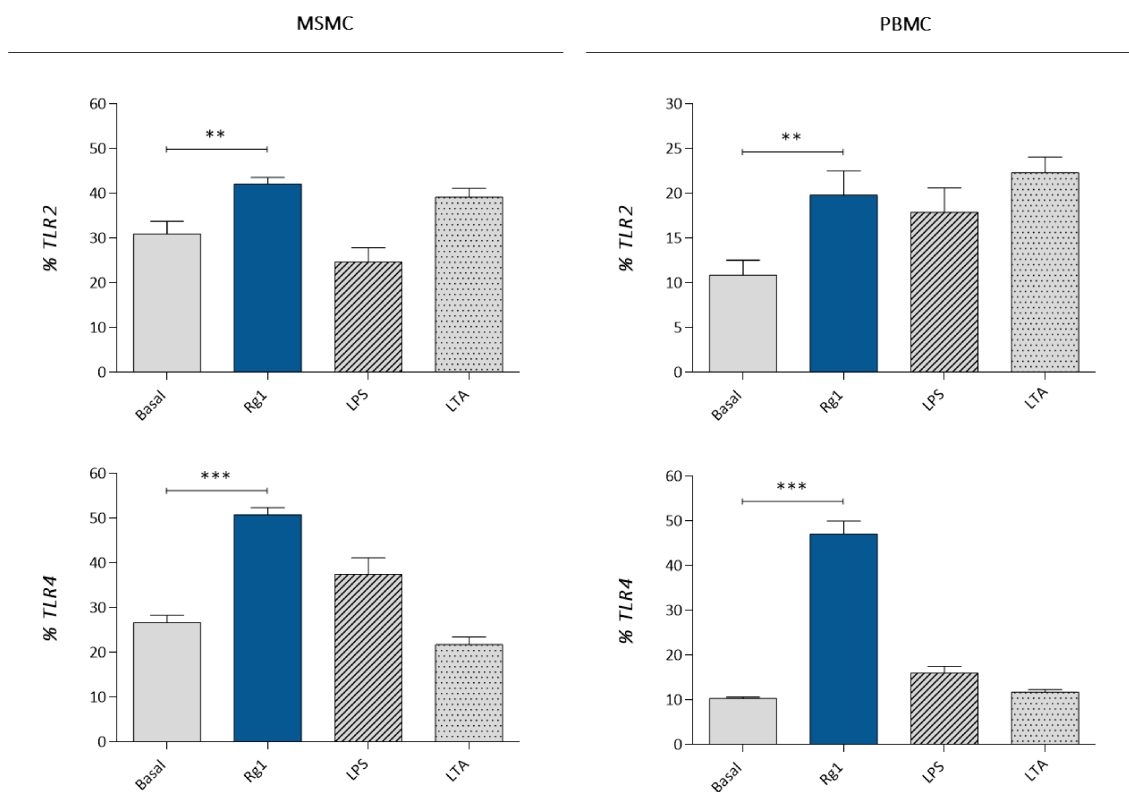 MSMC
PBMC
60
50
40
30
20
10
0
% TLR2
**
Basal
Rg1
LPS
LTA
30
25
20
15
10
5
0
% TLR2
**
Basal
Rg1
LPS
LTA
60
50
40
30
20
10
0
% TLR4
***
Basal
Rg1
LPS
LTA
60
50
40
30
20
10
0
% TLR4
***
Basal
Rg1
LPS
LTA